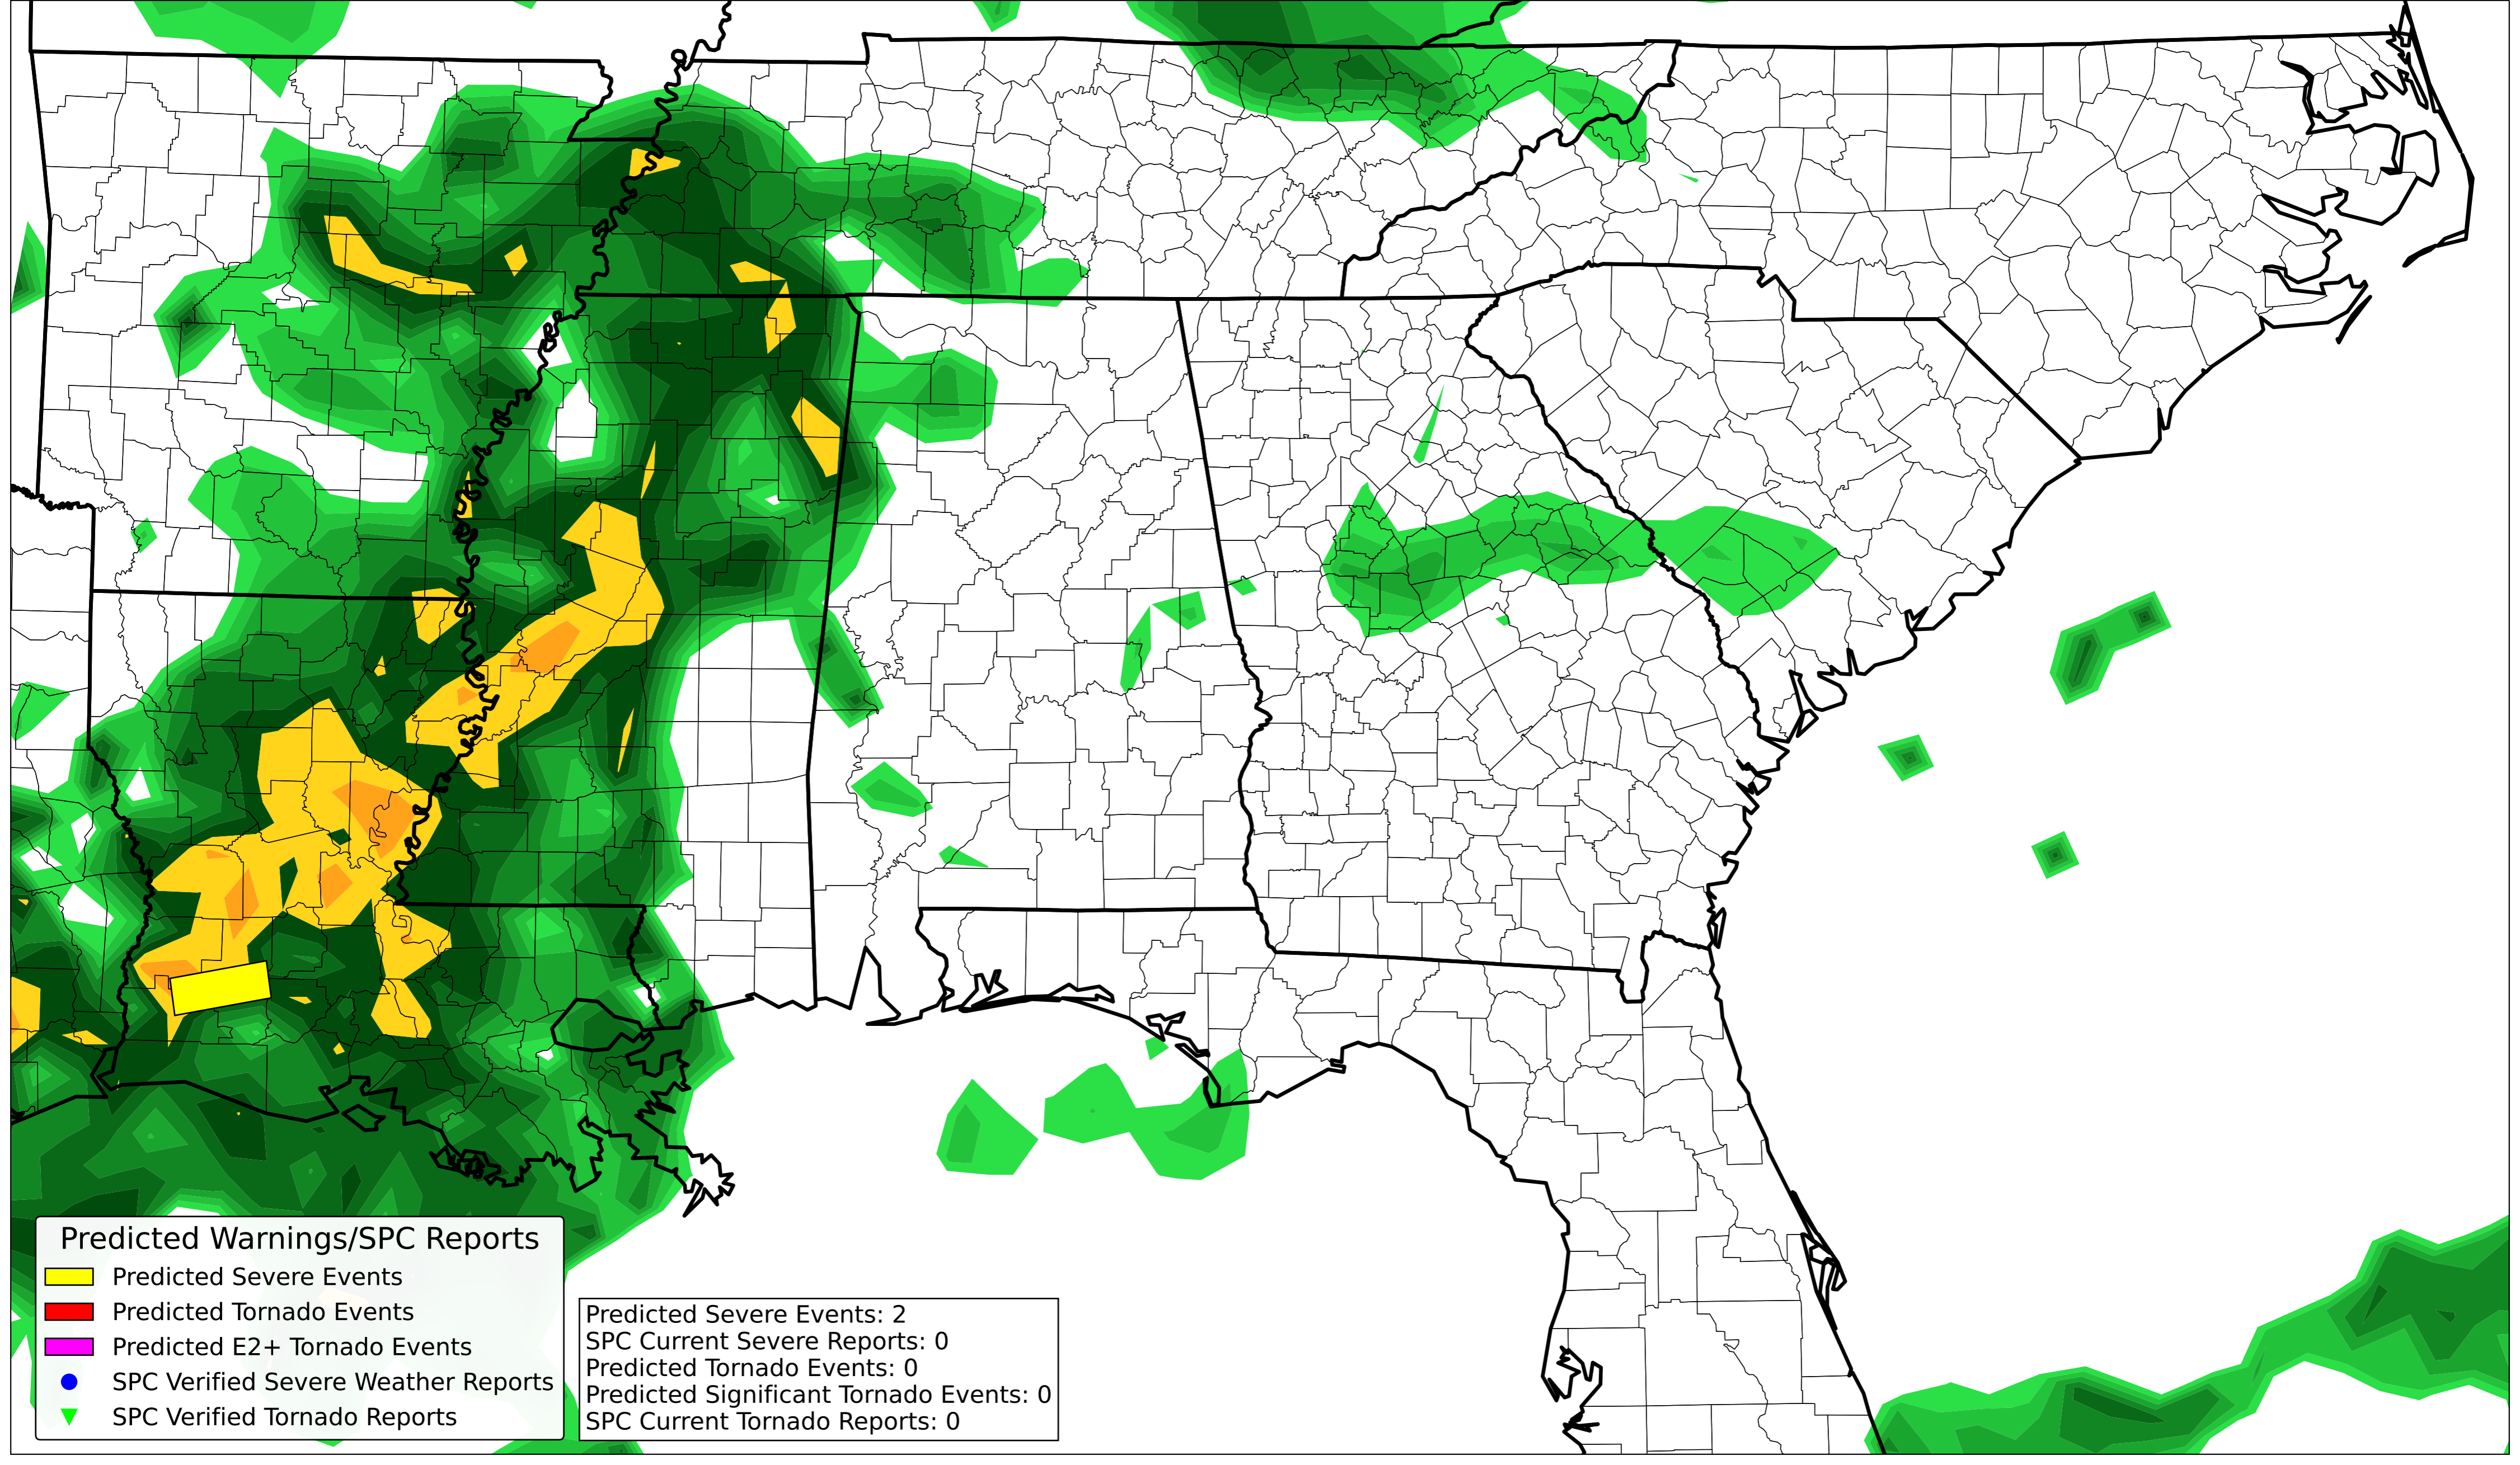 Predicted Warnings/SPC Reports
Predicted Severe Events
Predicted Tornado Events
Predicted E2+ Tornado Events
SPC Verified Severe Weather Reports
SPC Verified Tornado Reports
Predicted Severe Events: 2
SPC Current Severe Reports: 0
Predicted Tornado Events: 0
Predicted Significant Tornado Events: 0
SPC Current Tornado Reports: 0